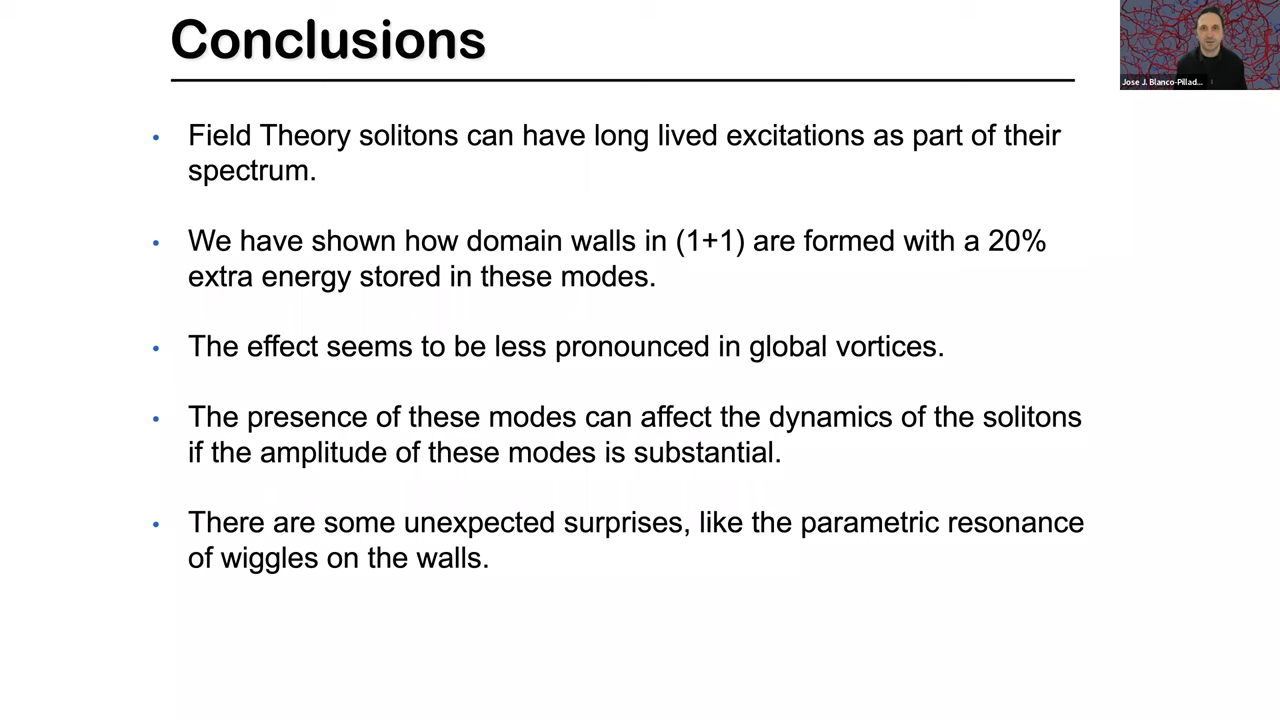 Conclusions
Jose J. Blanco-Pillad...
• Field Theory solitons can have long lived excitations as part of their
spectrum.
• We have shown how domain walls in (1+1) are formed with a 20%
extra energy stored in these modes.
• The effect seems to be less pronounced in global vortices.
• The presence of these modes can affect the dynamics of the solitons
if the amplitude of these modes is substantial.
• There are some unexpected surprises, like the parametric resonance
of wiggles on the walls.